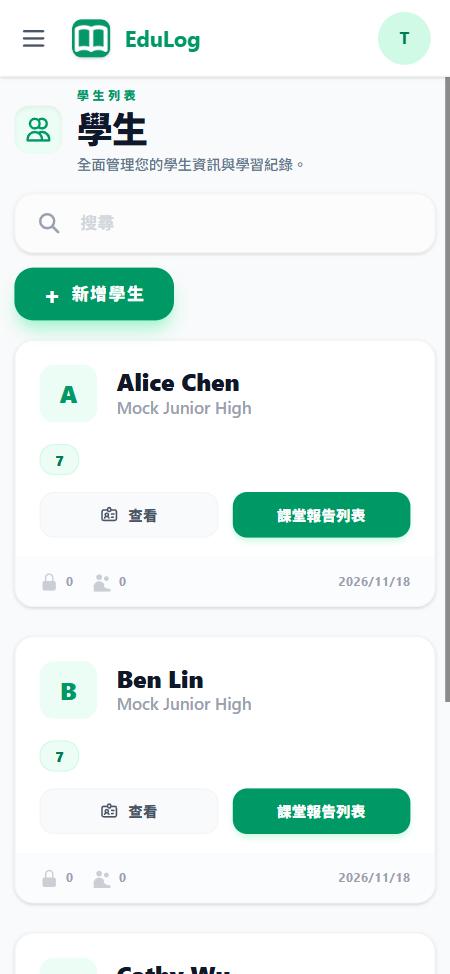 EduLog
T
學生列表
學生
全面管理您的學生資訊與學習紀錄。
搜尋
+ 新增學生
A
Alice Chen
Mock Junior High
7
查看
課堂報告列表
0 0 2026/11/18
B
Ben Lin
Mock Junior High
7
查看
課堂報告列表
0 0 2026/11/18
Cathy Wu